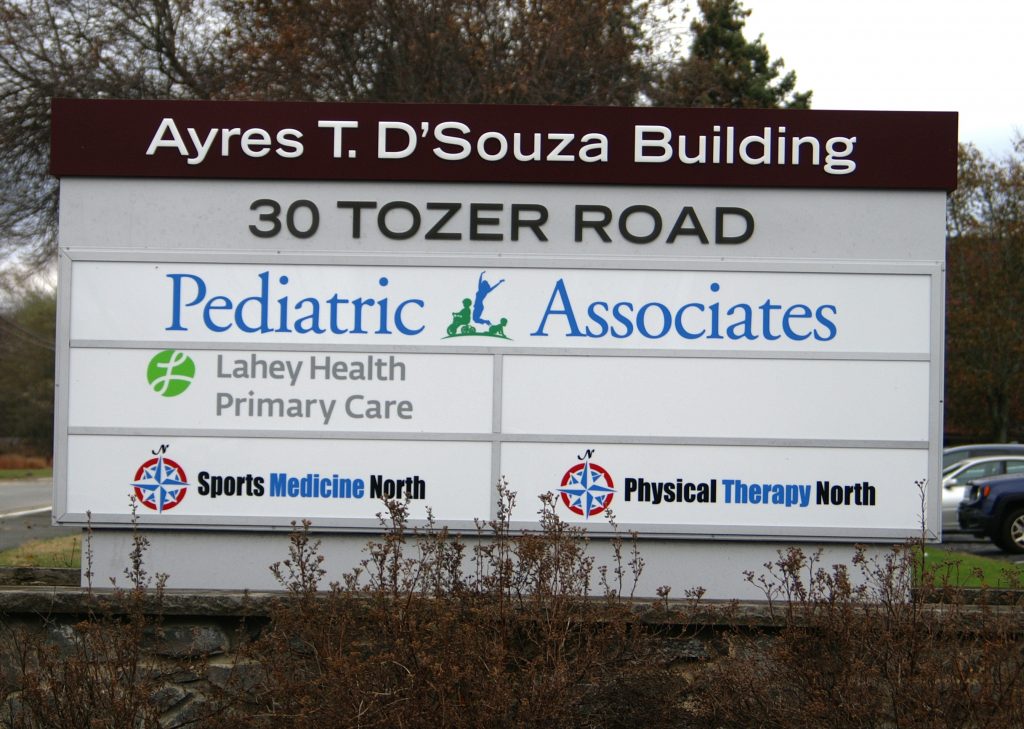 Ayres T. D'Souza Building
30 TOZER ROAD
Pediatric Associates
Lahey Health
Primary Care
N
Sports Medicine North
N
Physical Therapy North